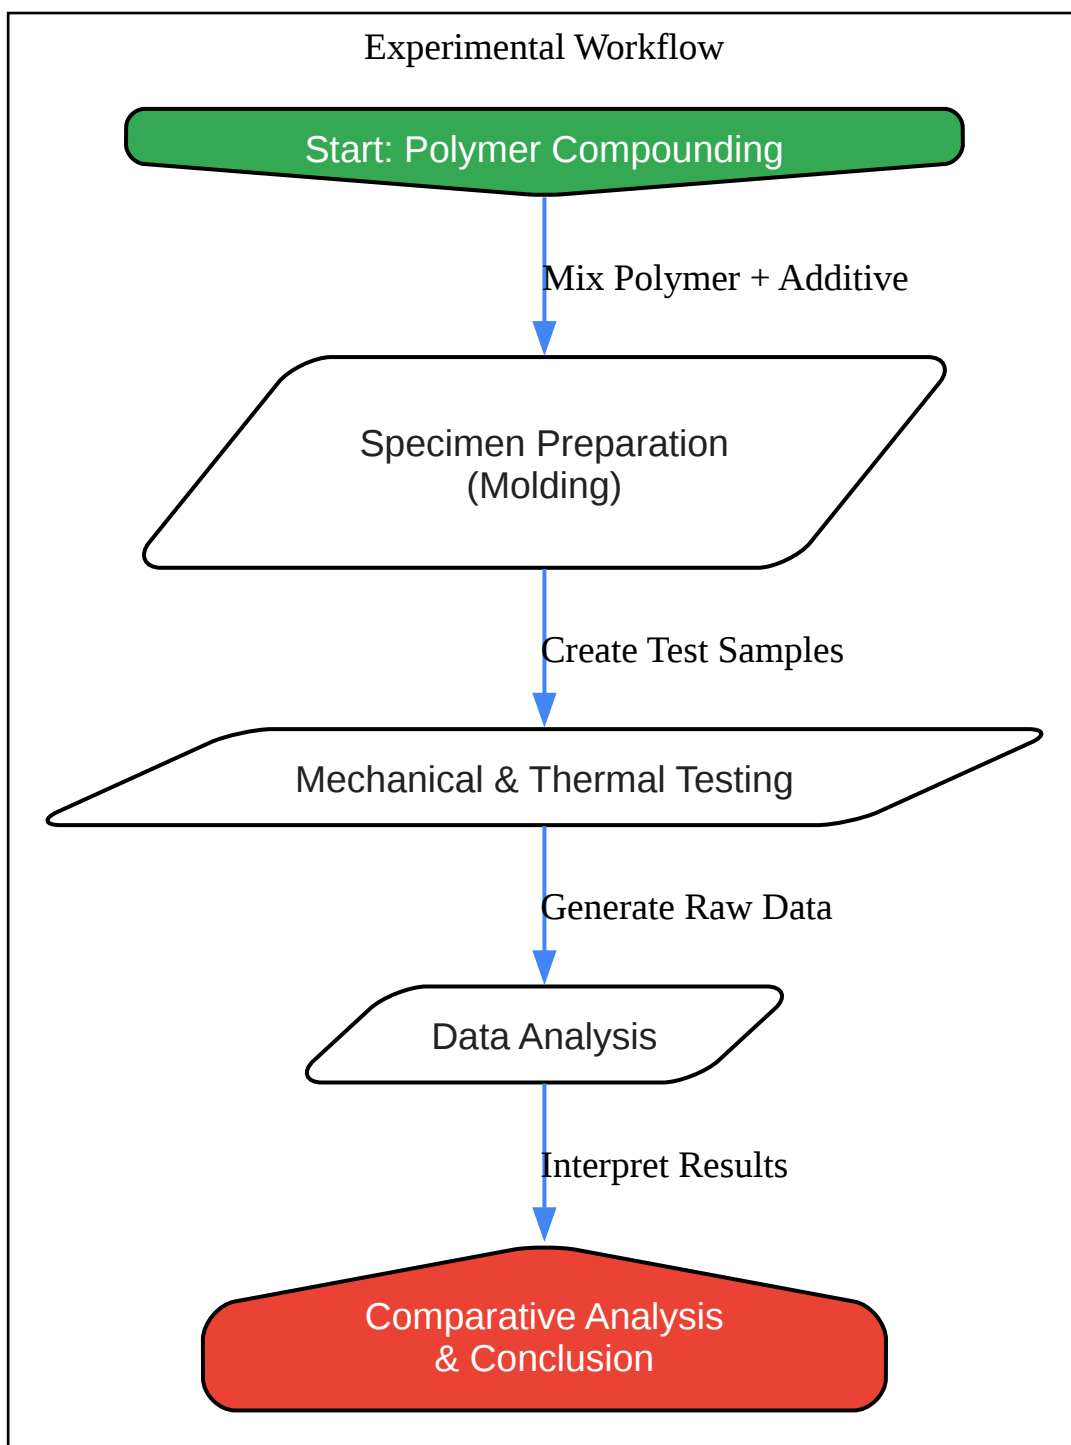 Experimental Workflow
Start: Polymer Compounding
Mix Polymer + Additive
Specimen Preparation
(Molding)
Create Test Samples
Mechanical & Thermal Testing
Generate Raw Data
Data Analysis
Interpret Results
Comparative Analysis
& Conclusion